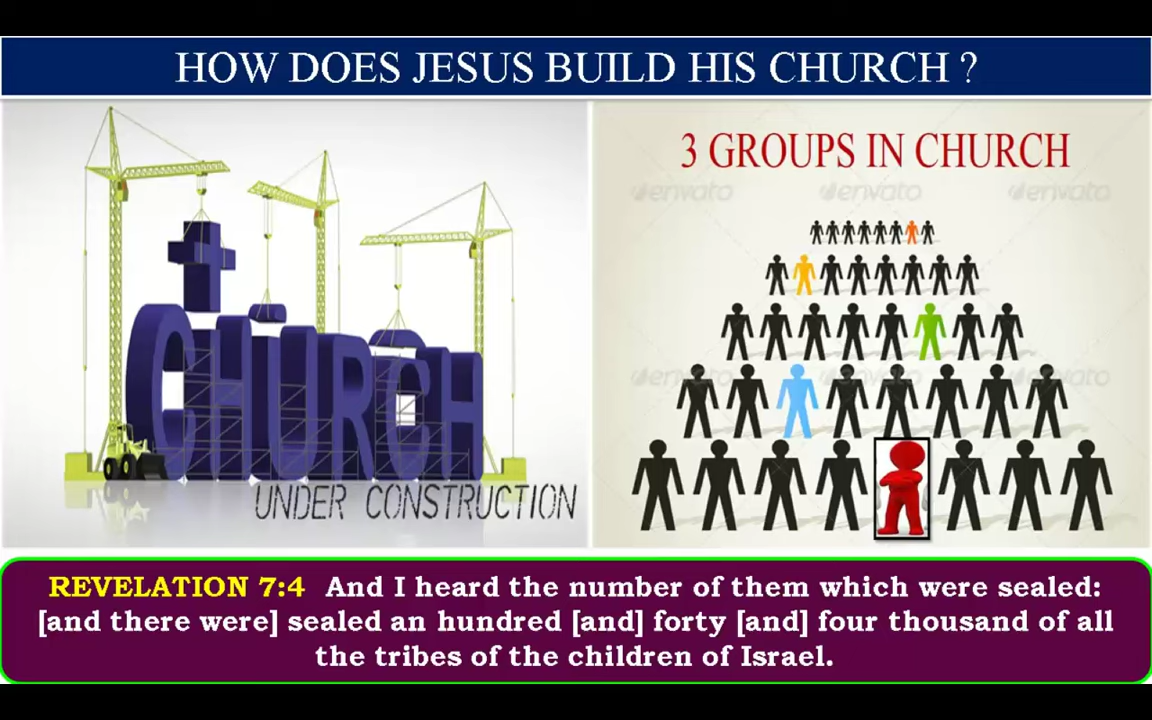 HOW DOES JESUS BUILD HIS CHURCH ?
CHURCH
UNDER CONSTRUCTION
3 GROUPS IN CHURCH
envato envato envato
envato envato envato
REVELATION 7:4 And I heard the number of them which were sealed:
[and there were] sealed an hundred [and] forty [and] four thousand of all
the tribes of the children of Israel.